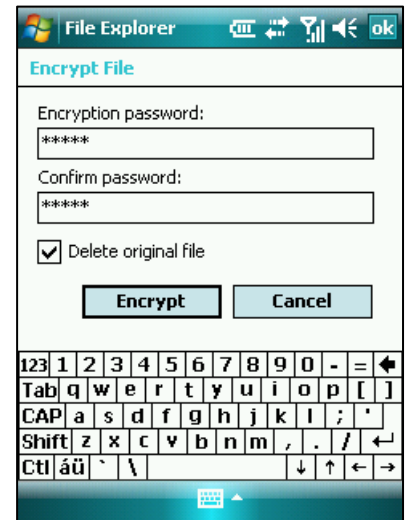 File Explorer ok
Encrypt File
Encryption password:
*****
Confirm password:
*****
Delete original file
Encrypt Cancel
123 1 2 3 4 5 6 7 8 9 0 - =
Tab q w e r t y u i o p [ ]
CAP a s d f g h j k l ; '
Shift z x c v b n m , . /
Ctl áü ` \